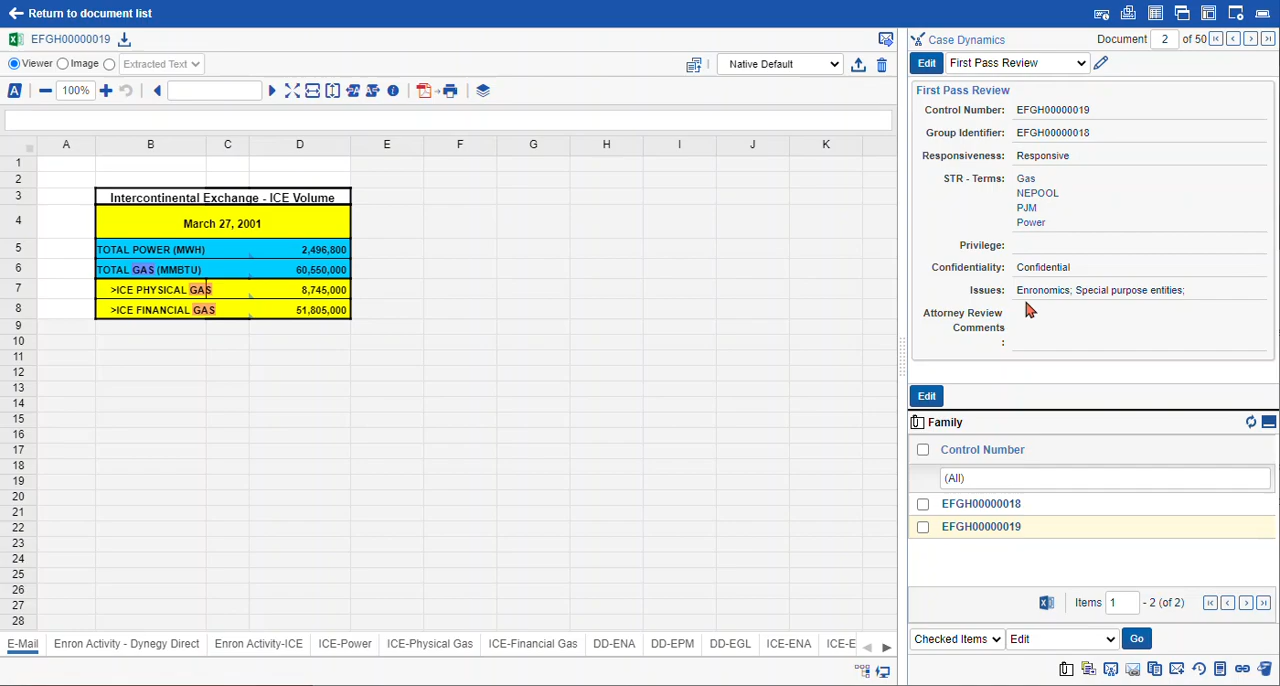 Return to document list
EFGH00000019
Viewer Image Extracted Text Native Default
100%
A B C D E F G H I J K
1
2
3 Intercontinental Exchange - ICE Volume
4 March 27, 2001
5 TOTAL POWER (MWH) 2,496,800
6 TOTAL GAS (MMBTU) 60,550,000
7 >ICE PHYSICAL GAS 8,745,000
8 >ICE FINANCIAL GAS 51,805,000
9
10
11
12
13
14
15
16
17
18
19
20
21
22
23
24
25
26
27
28
E-Mail Enron Activity - Dynegy Direct Enron Activity-ICE ICE-Power ICE-Physical Gas ICE-Financial Gas DD-ENA DD-EPM DD-EGL ICE-ENA ICE-E
Case Dynamics Document 2 of 50
Edit First Pass Review
First Pass Review
Control Number: EFGH00000019
Group Identifier: EFGH00000018
Responsiveness: Responsive
STR - Terms: Gas
NEPOOL
PJM
Power
Privilege:
Confidentiality: Confidential
Issues: Enronomics; Special purpose entities;
Attorney Review
Comments
:
Edit
Family
Control Number
(All)
EFGH00000018
EFGH00000019
Items 1 - 2 (of 2)
Checked Items Edit Go